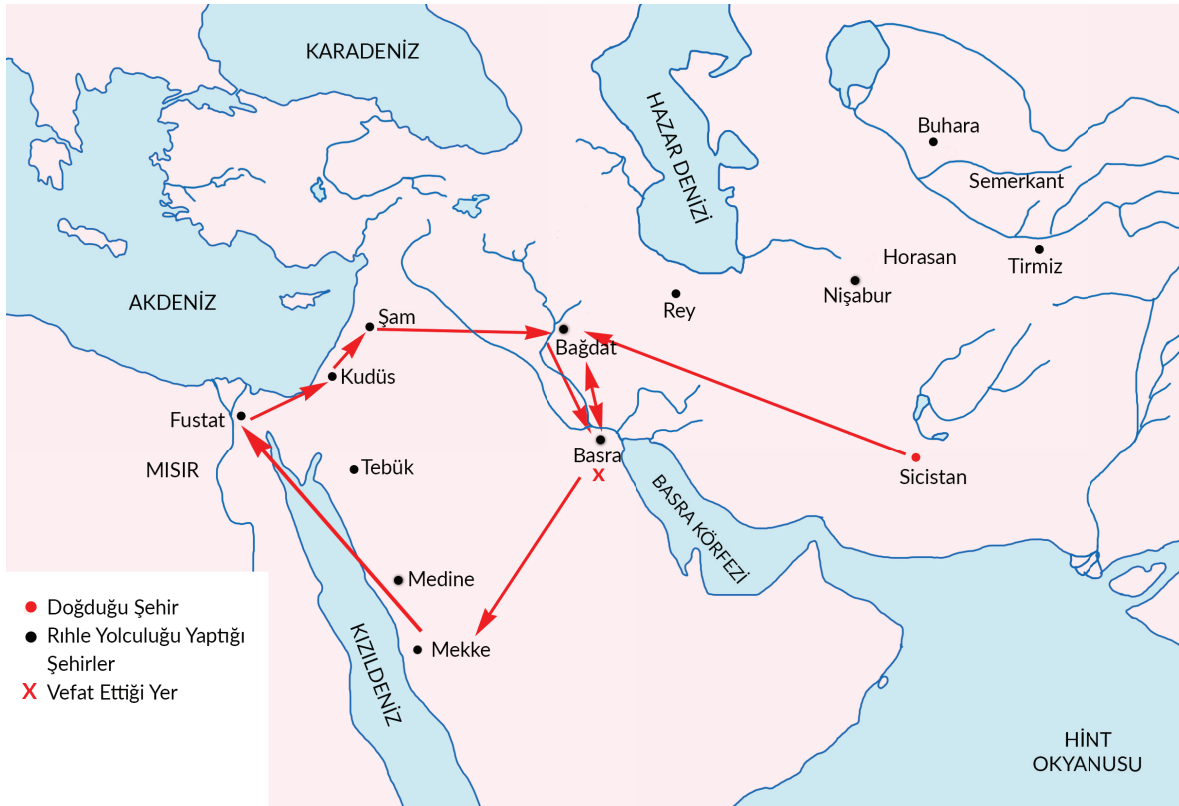 KARADENİZ
HAZAR DENİZİ
Buhara
Semerkant
Horasan
Tirmiz
Nişabur
Rey
AKDENİZ
Şam
Bağdat
Kudüs
Fustat
MISIR
Tebük
Basra
X
Sicistan
BASRA KÖRFEZİ
Medine
Mekke
KIZILDENİZ
HİNT
OKYANUSU
Doğduğu Şehir
Rıhle Yolculuğu Yaptığı
Şehirler
X Vefat Ettiği Yer